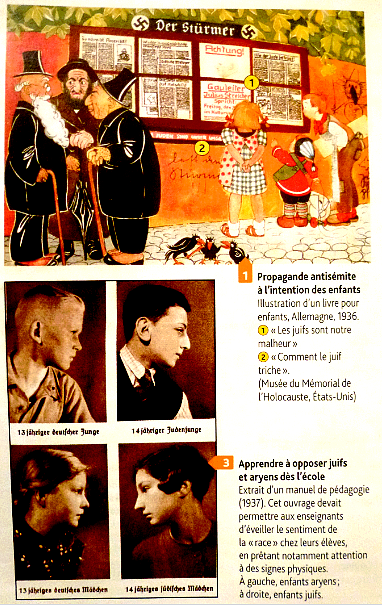 Der Stürmer
Achtung!
Gauleiter
Julius Streicher
Spricht
1
2
1 Propagande antisémite
à l'intention des enfants
Illustration d'un livre pour
enfants, Allemagne, 1936.
1 « Les juifs sont notre
malheur »
2 « Comment le juif
triche ».
(Musée du Mémorial de
l'Holocauste, États-Unis)
13 jähriger deutscher Junge
14 jähriger Judenjunge
13 jähriges deutsches Mädchen
14 jähriges jüdisches Mädchen
3 Apprendre à opposer juifs
et aryens dès l'école
Extrait d'un manuel de pédagogie
(1937). Cet ouvrage devait
permettre aux enseignants
d'éveiller le sentiment de
la « race » chez leurs élèves,
en prêtant notamment attention
à des signes physiques.
À gauche, enfants aryens ;
à droite, enfants juifs.